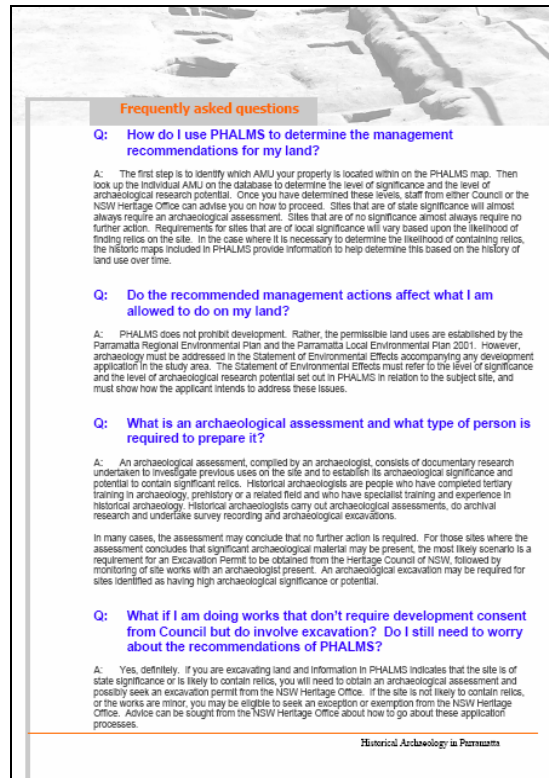 Frequently asked questions
Q: How do I use PHALMS to determine the management
recommendations for my land?
A: The first step is to identify which AMU your property is located within on the PHALMS map. Then
look up the individual AMU on the database to determine the level of significance and the level of
archaeological research potential. Once you have determined these levels, staff from either Council or the
NSW Heritage Office can advise you on how to proceed. Sites that are of state significance will almost
always require an archaeological assessment. Sites that are of no significance almost always require no
further action. Requirements for sites that are of local significance will vary based upon the likelihood of
finding relics on the site. In the case where it is necessary to determine the likelihood of containing relics,
the historic maps included in PHALMS provide information to help determine this based on the history of
land use over time.
Q: Do the recommended management actions affect what I am
allowed to do on my land?
A: PHALMS does not prohibit development. Rather, the permissible land uses are established by the
Parramatta Regional Environmental Plan and the Parramatta Local Environmental Plan 2001. However,
archaeology must be addressed in the Statement of Environmental Effects accompanying any development
application in the study area. The Statement of Environmental Effects must refer to the level of significance
and the level of archaeological research potential set out in PHALMS in relation to the subject site, and
must show how the applicant intends to address these issues.
Q: What is an archaeological assessment and what type of person is
required to prepare it?
A: An archaeological assessment, compiled by an archaeologist, consists of documentary research
undertaken to investigate previous uses on the site and to establish its archaeological significance and
potential to contain significant relics. Historical archaeologists are people who have completed tertiary
training in archaeology, prehistory or a related field and who have specialist training and experience in
historical archaeology. Historical archaeologists carry out archaeological assessments, do archival
research and undertake survey recording and archaeological excavations.
In many cases, the assessment may conclude that no further action is required. For those sites where the
assessment concludes that significant archaeological material may be present, the most likely scenario is a
requirement for an Excavation Permit to be obtained from the Heritage Council of NSW, followed by
monitoring of site works with an archaeologist present. An archaeological excavation may be required for
sites identified as having high archaeological significance or potential.
Q: What if I am doing works that don't require development consent
from Council but do involve excavation? Do I still need to worry
about the recommendations of PHALMS?
A: Yes, definitely. If you are excavating land and information in PHALMS indicates that the site is of
state significance or is likely to contain relics, you will need to obtain an archaeological assessment and
possibly seek an excavation permit from the NSW Heritage Office. If the site is not likely to contain relics,
or the works are minor, you may be eligible to seek an exception or exemption from the NSW Heritage
Office. Advice can be sought from the NSW Heritage Office about how to go about these application
processes.
Historical Archaeology in Parramatta